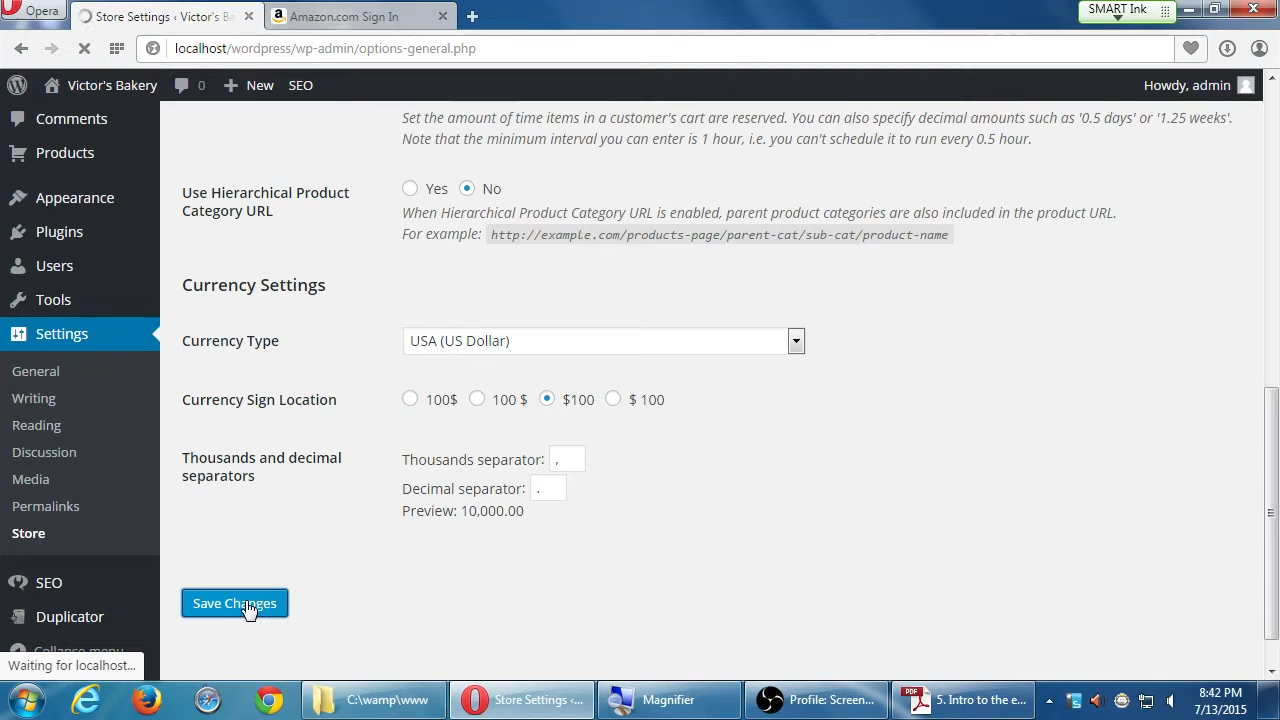 Opera
Store Settings ‹ Victor's Ba
Amazon.com Sign In
SMART Ink
localhost/wordpress/wp-admin/options-general.php
Victor's Bakery
0
New
SEO
Howdy, admin
Comments
Products
Appearance
Plugins
Users
Tools
Settings
General
Writing
Reading
Discussion
Media
Permalinks
Store
SEO
Duplicator
Collapse menu
Waiting for localhost...
Set the amount of time items in a customer's cart are reserved. You can also specify decimal amounts such as '0.5 days' or '1.25 weeks'.
Note that the minimum interval you can enter is 1 hour, i.e. you can't schedule it to run every 0.5 hour.
Use Hierarchical Product
Category URL
Yes No
When Hierarchical Product Category URL is enabled, parent product categories are also included in the product URL.
For example: http://example.com/products-page/parent-cat/sub-cat/product-name
Currency Settings
Currency Type
USA (US Dollar)
Currency Sign Location
100$ 100 $ $100 $ 100
Thousands and decimal
separators
Thousands separator: ,
Decimal separator: .
Preview: 10,000.00
Save Changes
C:\wamp\www
Store Settings ‹...
Magnifier
Profile: Screen...
PDF
5. Intro to the e...
8:42 PM
7/13/2015